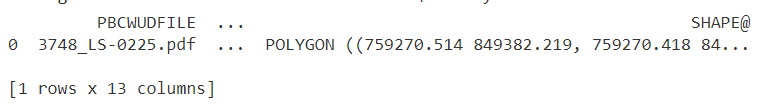 PBCWUDFILE ... SHAPE@
0 3748_LS-0225.pdf ... POLYGON ((759270.514 849382.219, 759270.418 84...
[1 rows x 13 columns]